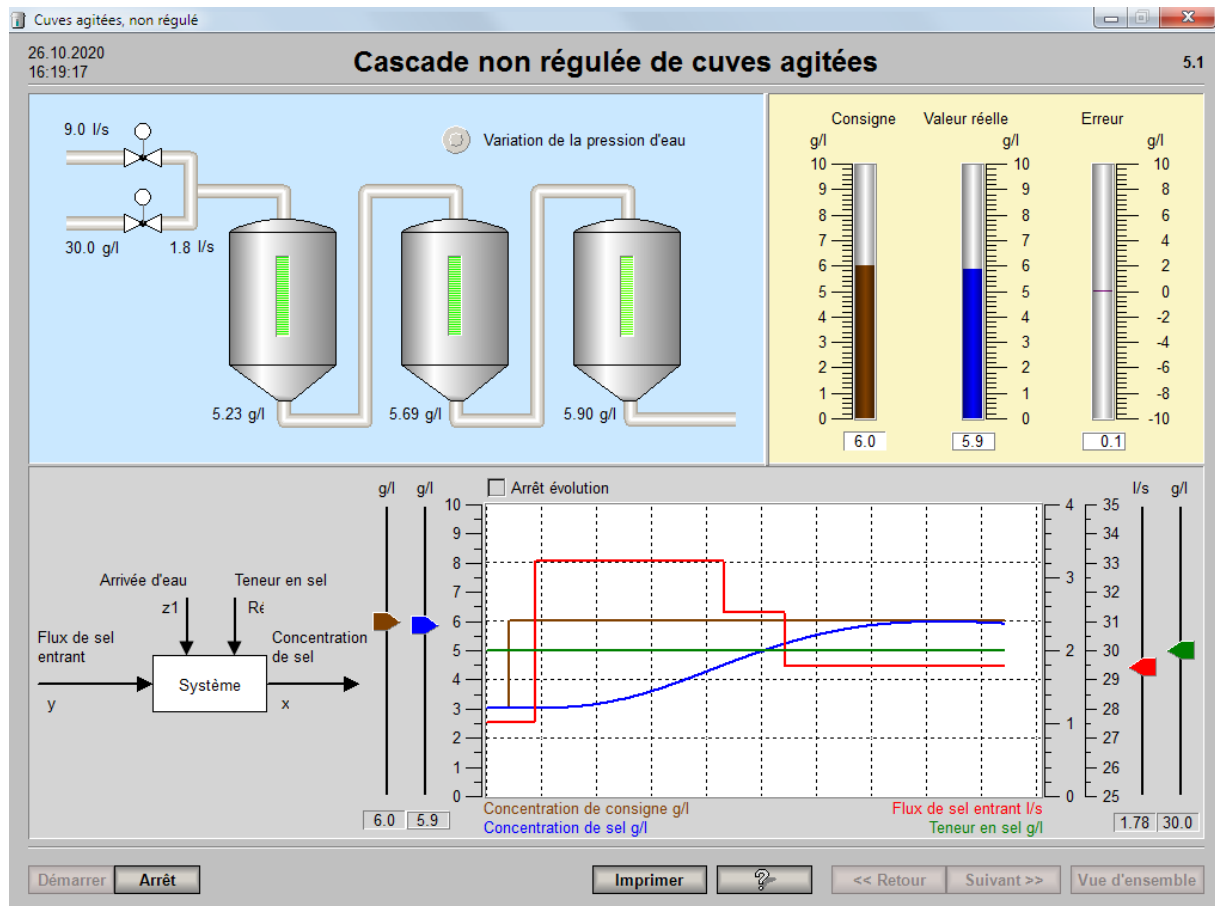 Cuves agitées, non régulé
26.10.2020
16:19:17
Cascade non régulée de cuves agitées
5.1
9.0 l/s
Variation de la pression d'eau
30.0 g/l
1.8 l/s
5.23 g/l
5.69 g/l
5.90 g/l
Consigne Valeur réelle Erreur
g/l g/l g/l
10 10 10
9 9 8
8 8 6
7 7 4
6 6 2
5 5 0
4 4 -2
3 3 -4
2 2 -6
1 1 -8
0 0 -10
6.0 5.9 0.1
Arrivée d'eau
Teneur en sel
z1
Ré
Flux de sel
entrant
Concentration
de sel
Système
y
x
g/l g/l
Arrêt évolution
l/s g/l
10 4 35
9 34
8 33
3
7 32
6 31
5 2 30
4 29
3 28
1
2 27
1 26
0 0 25
6.0 5.9
Concentration de consigne g/l
Flux de sel entrant l/s
Concentration de sel g/l
Teneur en sel g/l
1.78 30.0
Démarrer
Arrêt
Imprimer
?
<< Retour
Suivant >>
Vue d'ensemble